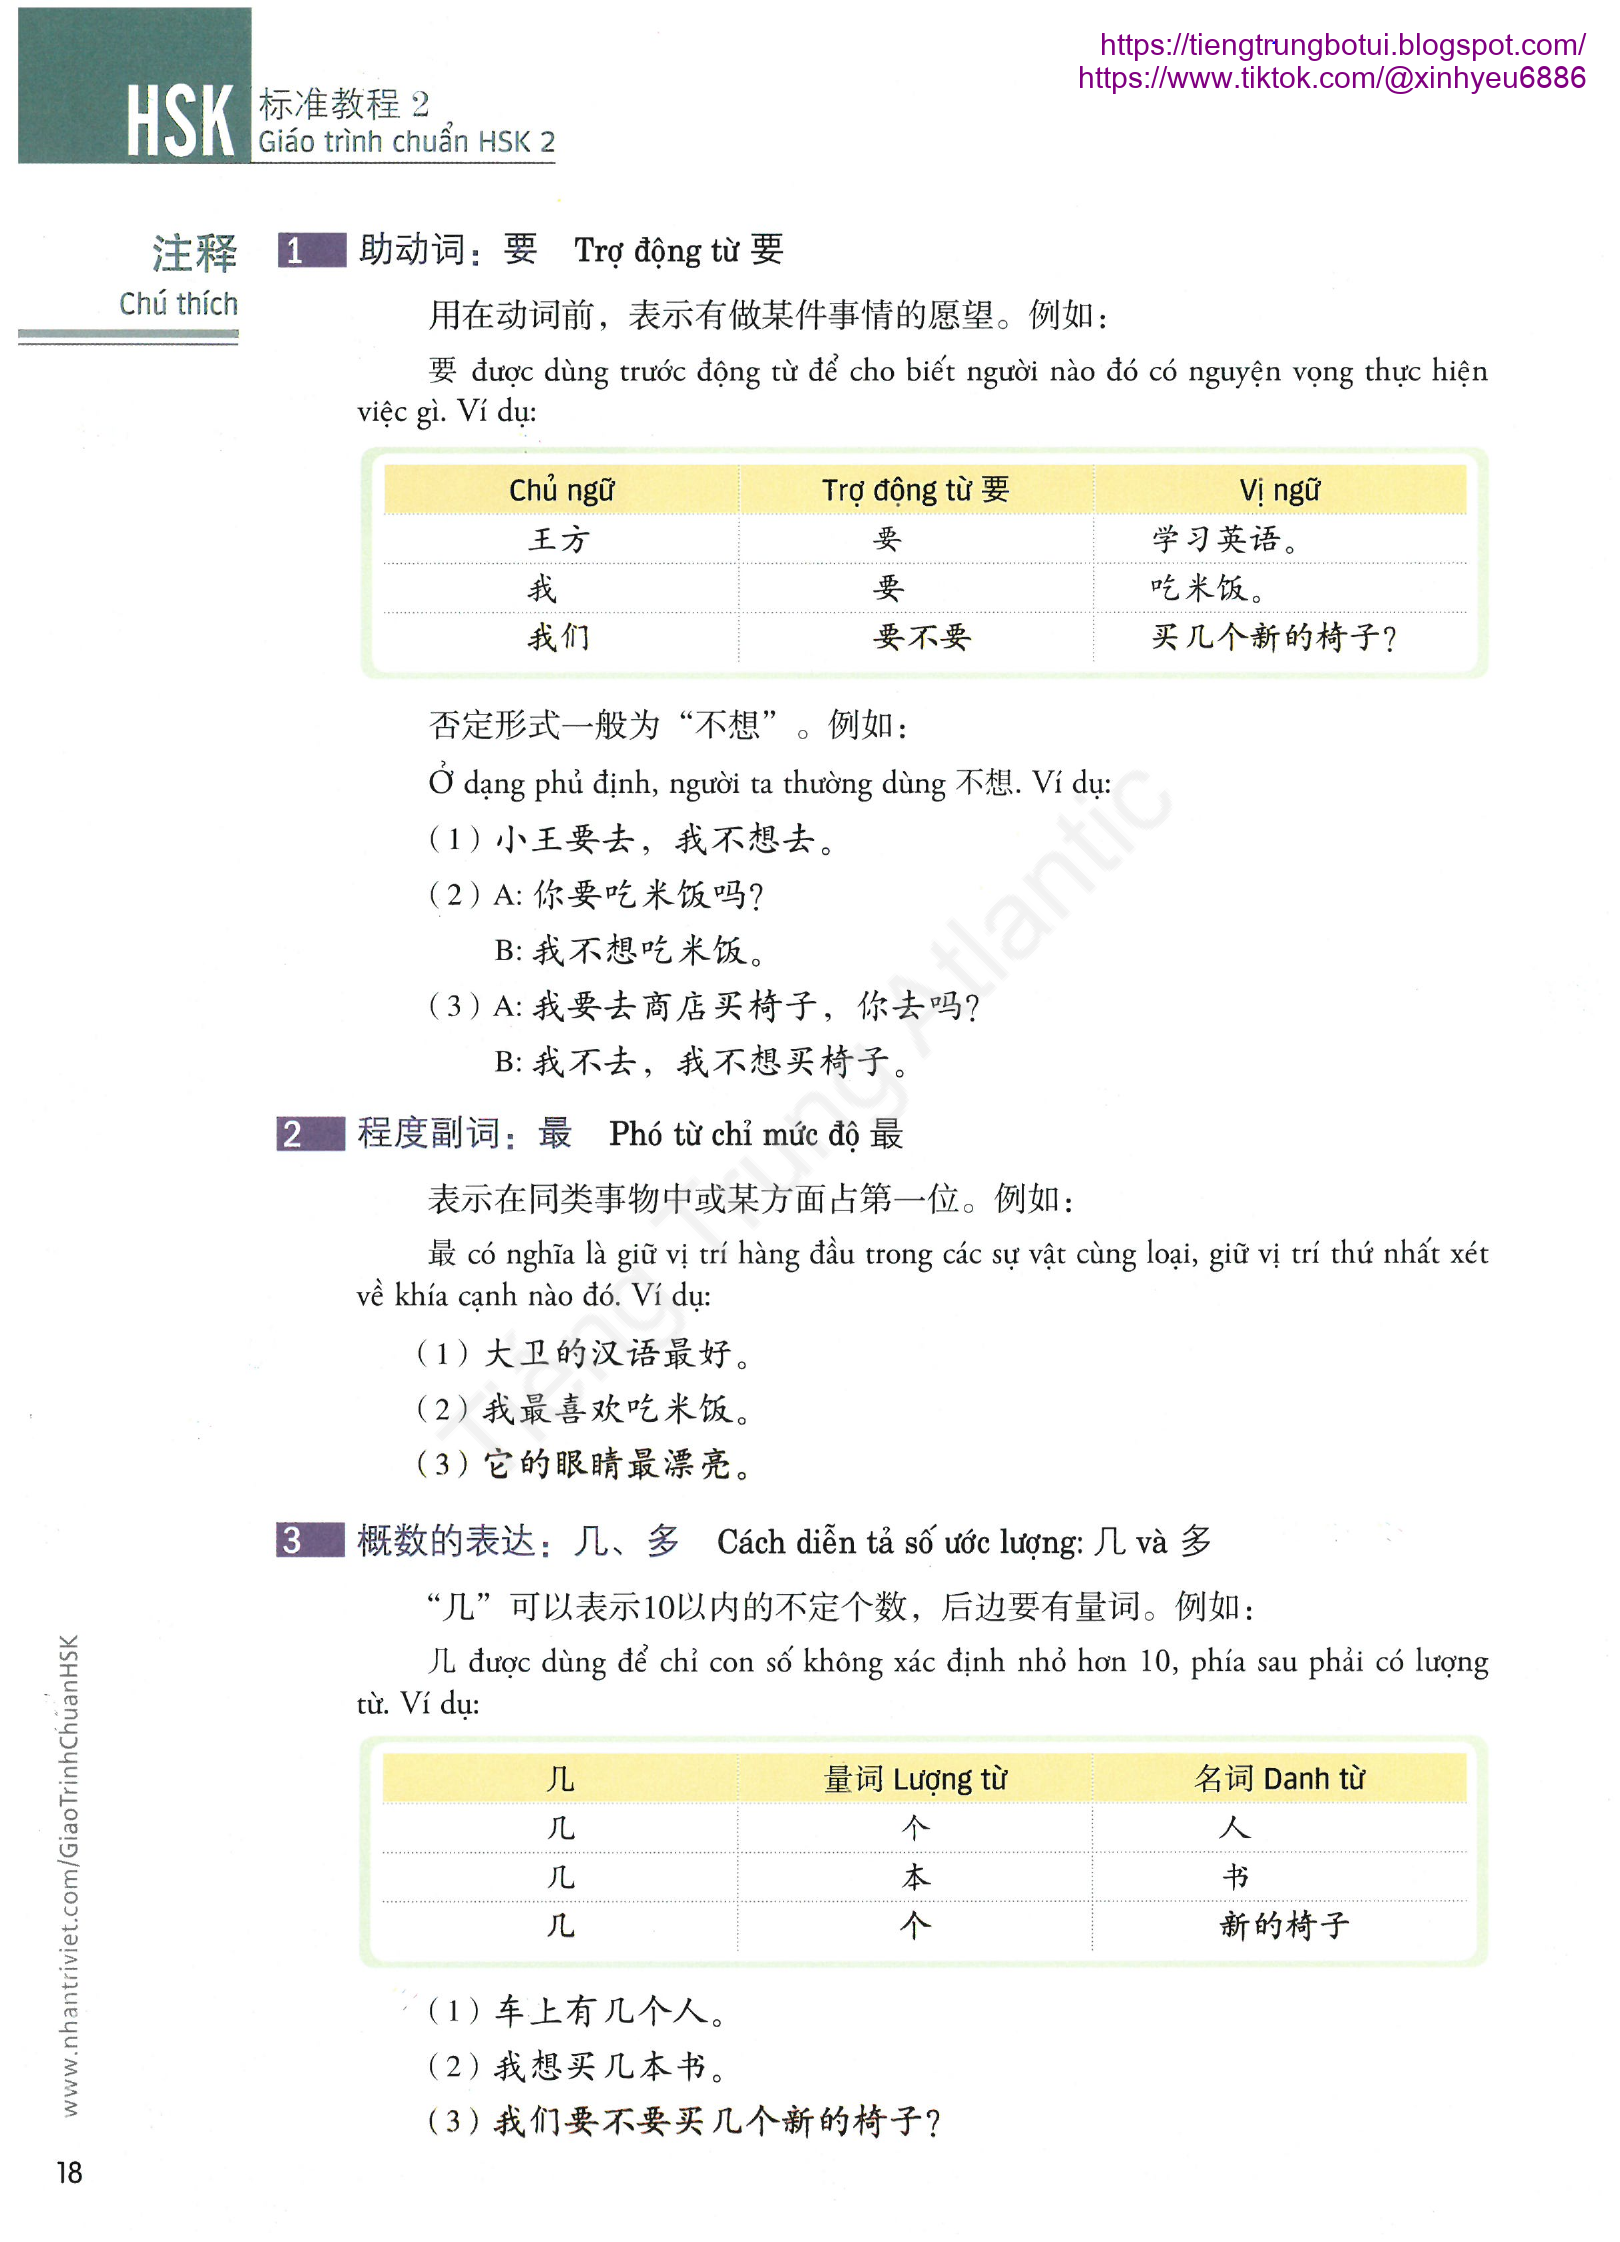 https://tiengtrungbotui.blogspot.com/
https://www.tiktok.com/@xinhyeu6886
HSK 标准教程 2
Giáo trình chuẩn HSK 2
注释
Chú thích
1 助动词：要 Trợ động từ 要
用在动词前，表示有做某件事情的愿望。例如：
要 được dùng trước động từ để cho biết người nào đó có nguyện vọng thực hiện
việc gì. Ví dụ:
Chủ ngữ Trợ động từ 要 Vị ngữ
王方 要 学习英语。
我 要 吃米饭。
我们 要不要 买几个新的椅子？
否定形式一般为“不想”。例如：
Ở dạng phủ định, người ta thường dùng 不想. Ví dụ:
（1）小王要去，我不想去。
（2）A: 你要吃米饭吗？
B: 我不想吃米饭。
（3）A: 我要去商店买椅子，你去吗？
B: 我不去，我不想买椅子。
2 程度副词：最 Phó từ chỉ mức độ 最
表示在同类事物中或某方面占第一位。例如：
最 có nghĩa là giữ vị trí hàng đầu trong các sự vật cùng loại, giữ vị trí thứ nhất xét
về khía cạnh nào đó. Ví dụ:
（1）大卫的汉语最好。
（2）我最喜欢吃米饭。
（3）它的眼睛最漂亮。
3 概数的表达：几、多 Cách diễn tả số ước lượng: 几 và 多
“几”可以表示10以内的不定个数，后边要有量词。例如：
几 được dùng để chỉ con số không xác định nhỏ hơn 10, phía sau phải có lượng
từ. Ví dụ:
几 量词 Lượng từ 名词 Danh từ
几 个 人
几 本 书
几 个 新的椅子
（1）车上有几个人。
（2）我想买几本书。
（3）我们要不要买几个新的椅子？
Tiếng Trung Atlantic
www.nhantriviet.com/GiaoTrinhChuanHSK
18